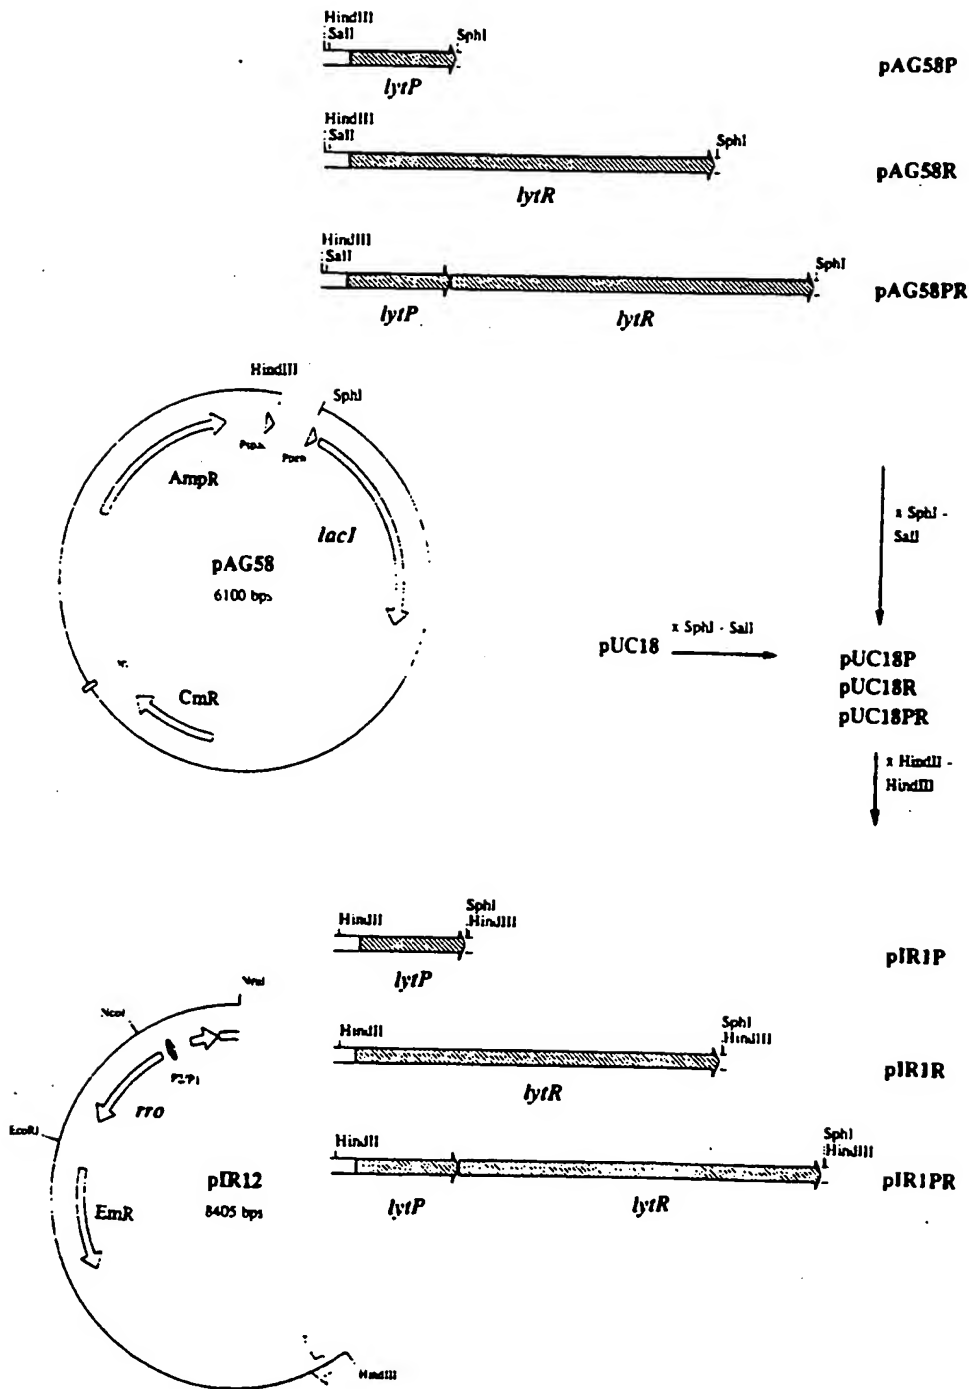 HindIII
SalI
SphI
lytP
pAG58P
HindIII
SalI
SphI
lytR
pAG58R
HindIII
SalI
SphI
lytP
lytR
pAG58PR
HindIII
SphI
AmpR
lacI
pAG58
6100 bps
CmR
x SphI -
SalI
pUC18
x SphI - SalI
pUC18P
pUC18R
pUC18PR
x HindII -
HindIII
HindII
SphI
HindIII
lytP
pIR1P
NcoI
P2/P1
rro
EcoRI
HindII
SphI
HindIII
lytR
pIR1R
HindII
SphI
HindIII
lytP
lytR
pIR1PR
pIR12
8405 bps
EmR
HindIII